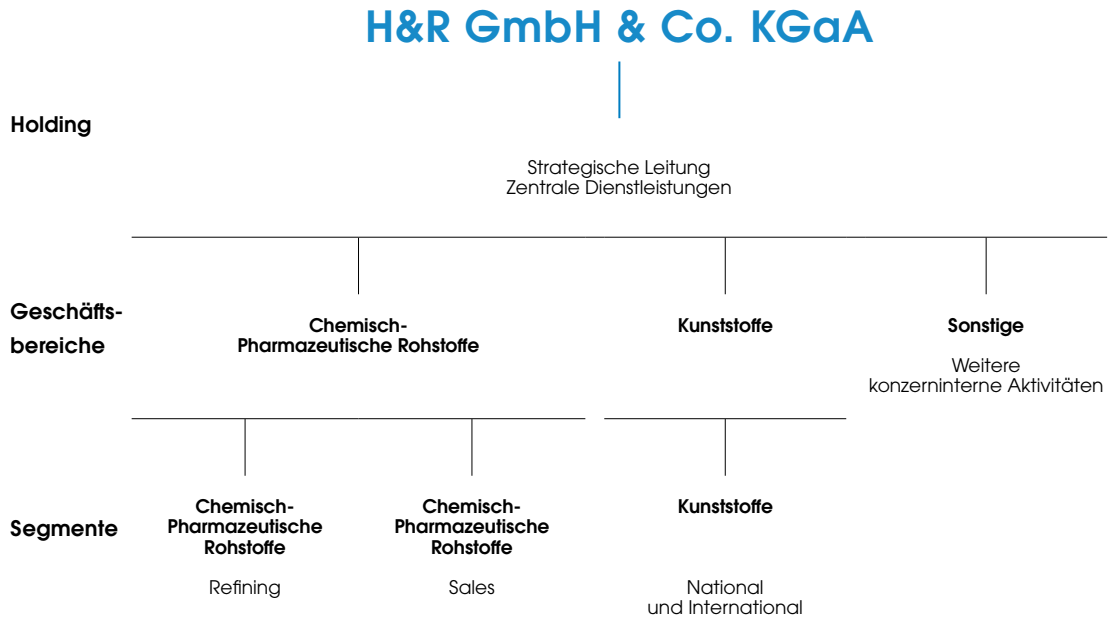 H&R GmbH & Co. KGaA
Holding
Strategische Leitung
Zentrale Dienstleistungen
Geschäfts-
bereiche
Chemisch-
Pharmazeutische Rohstoffe
Kunststoffe
Sonstige
Weitere
konzerninterne Aktivitäten
Segmente
Chemisch-
Pharmazeutische
Rohstoffe
Refining
Chemisch-
Pharmazeutische
Rohstoffe
Sales
Kunststoffe
National
und International